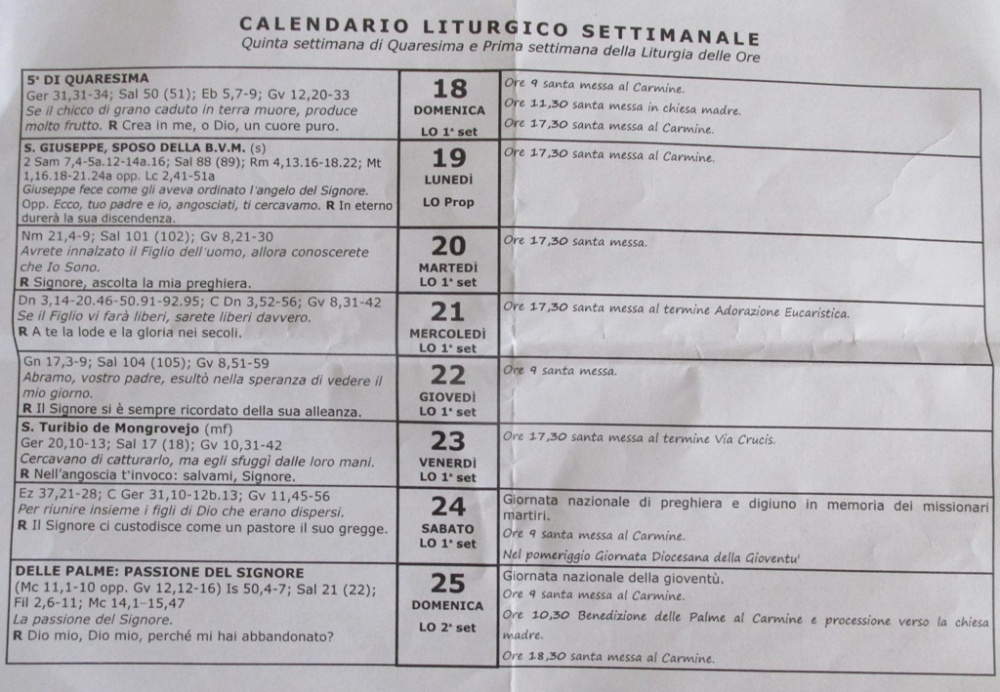 CALENDARIO LITURGICO SETTIMANALE
Quinta settimana di Quaresima e Prima settimana della Liturgia delle Ore
5ª DI QUARESIMA
Ger 31,31-34; Sal 50 (51); Eb 5,7-9; Gv 12,20-33
Se il chicco di grano caduto in terra muore, produce
molto frutto. R Crea in me, o Dio, un cuore puro.
18
DOMENICA
LO 1ª set
Ore 9 santa messa al Carmine.
Ore 11,30 santa messa in chiesa madre.
Ore 17,30 santa messa al Carmine.
S. GIUSEPPE, SPOSO DELLA B.V.M. (s)
2 Sam 7,4-5a.12-14a.16; Sal 88 (89); Rm 4,13.16-18.22; Mt
1,16.18-21.24a opp. Lc 2,41-51a
Giuseppe fece come gli aveva ordinato l'angelo del Signore.
Opp. Ecco, tuo padre e io, angosciati, ti cercavamo. R In eterno
durerà la sua discendenza.
19
LUNEDÌ
LO Prop
Ore 17,30 santa messa al Carmine.
Nm 21,4-9; Sal 101 (102); Gv 8,21-30
Avrete innalzato il Figlio dell'uomo, allora conoscerete
che Io Sono.
R Signore, ascolta la mia preghiera.
20
MARTEDÌ
LO 1ª set
Ore 17,30 santa messa.
Dn 3,14-20.46-50.91-92.95; C Dn 3,52-56; Gv 8,31-42
Se il Figlio vi farà liberi, sarete liberi davvero.
R A te la lode e la gloria nei secoli.
21
MERCOLEDÌ
LO 1ª set
Ore 17,30 santa messa al termine Adorazione Eucaristica.
Gn 17,3-9; Sal 104 (105); Gv 8,51-59
Abramo, vostro padre, esultò nella speranza di vedere il
mio giorno.
R Il Signore si è sempre ricordato della sua alleanza.
22
GIOVEDÌ
LO 1ª set
Ore 9 santa messa.
S. Turibio de Mongrovejo (mf)
Ger 20,10-13; Sal 17 (18); Gv 10,31-42
Cercavano di catturarlo, ma egli sfuggì dalle loro mani.
R Nell'angoscia t'invoco: salvami, Signore.
23
VENERDÌ
LO 1ª set
Ore 17,30 santa messa al termine Via Crucis.
Ez 37,21-28; C Ger 31,10-12b.13; Gv 11,45-56
Per riunire insieme i figli di Dio che erano dispersi.
R Il Signore ci custodisce come un pastore il suo gregge.
24
SABATO
LO 1ª set
Giornata nazionale di preghiera e digiuno in memoria dei missionari
martiri.
Ore 9 santa messa al Carmine.
Nel pomeriggio Giornata Diocesana della Gioventu'
DELLE PALME: PASSIONE DEL SIGNORE
(Mc 11,1-10 opp. Gv 12,12-16) Is 50,4-7; Sal 21 (22);
Fil 2,6-11; Mc 14,1–15,47
La passione del Signore.
R Dio mio, Dio mio, perché mi hai abbandonato?
25
DOMENICA
LO 2ª set
Giornata nazionale della gioventù.
Ore 9 santa messa al Carmine.
Ore 10,30 Benedizione delle Palme al Carmine e processione verso la chiesa
madre.
Ore 18,30 santa messa al Carmine.